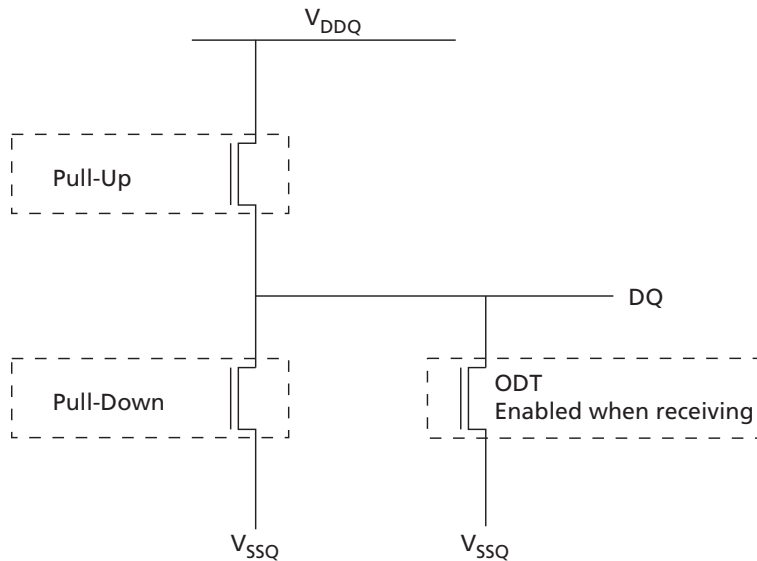 VDDQ
Pull-Up
DQ
Pull-Down
ODT
Enabled when receiving
VSSQ
VSSQ